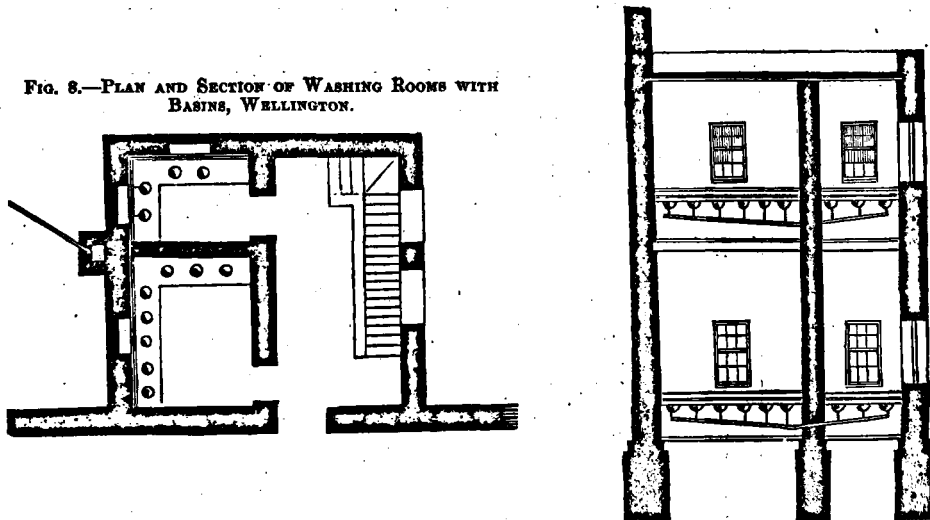 FIG. 8.—PLAN AND SECTION OF WASHING ROOMS WITH
BASINS, WELLINGTON.